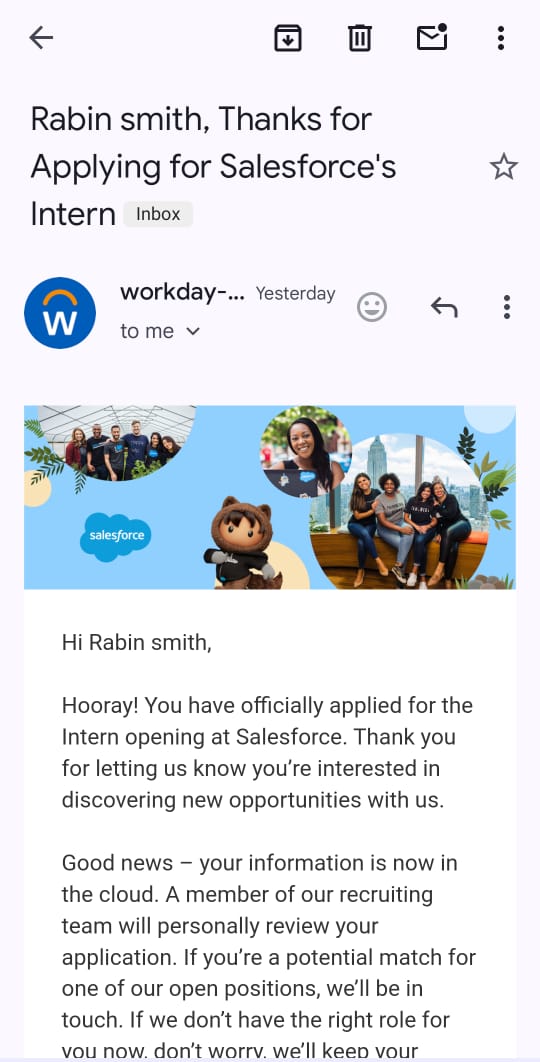 Rabin smith, Thanks for
Applying for Salesforce's
Intern Inbox
workday-... Yesterday
to me
W
salesforce
Hi Rabin smith,
Hooray! You have officially applied for the
Intern opening at Salesforce. Thank you
for letting us know you’re interested in
discovering new opportunities with us.
Good news – your information is now in
the cloud. A member of our recruiting
team will personally review your
application. If you’re a potential match for
one of our open positions, we’ll be in
touch. If we don’t have the right role for
you now, don’t worry, we’ll keep your